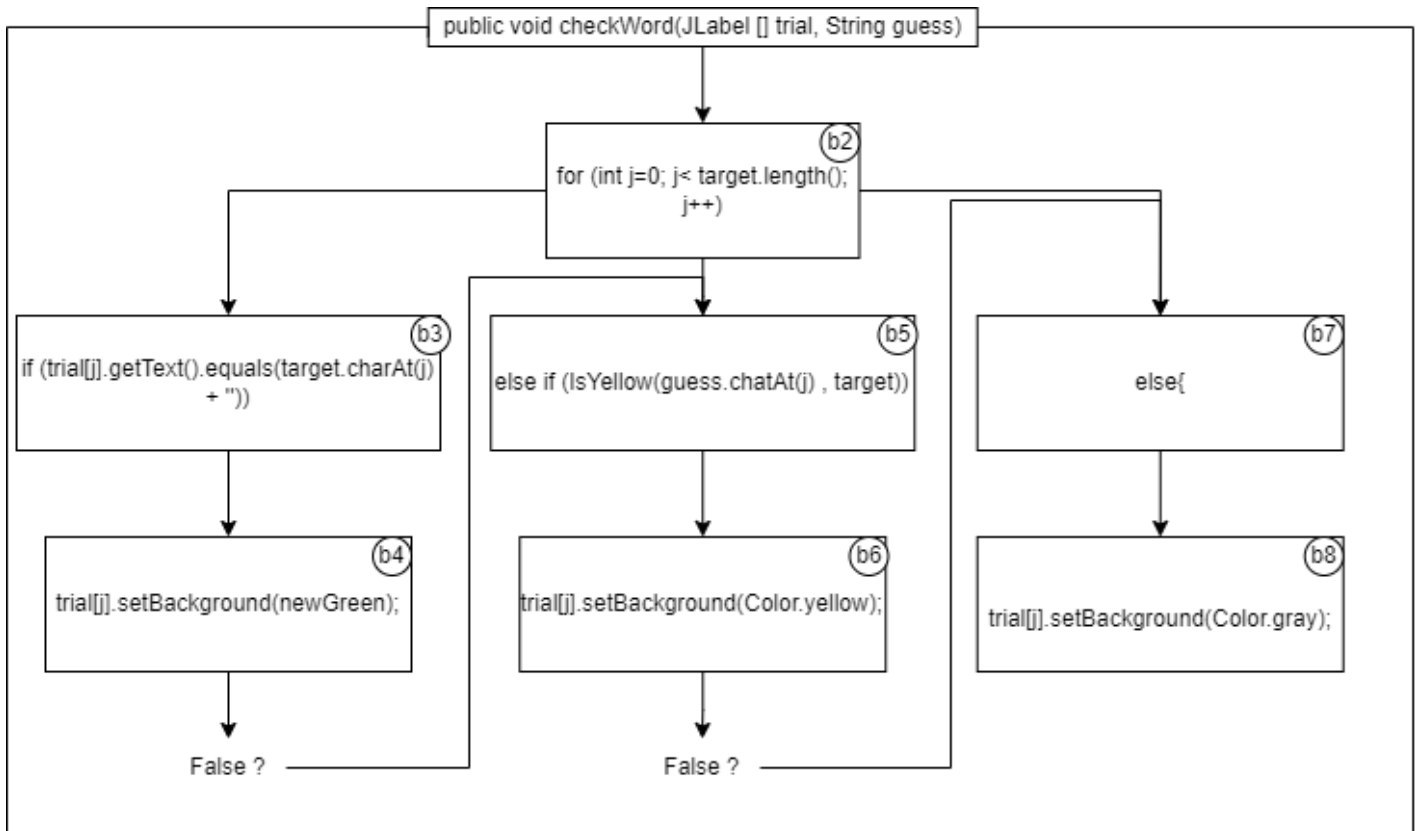 public void checkWord(JLabel [] trial, String guess)
b2
for (int j=0; j< target.length();
j++)
b3
if (trial[j].getText().equals(target.charAt(j)
+ ''))
b5
else if (IsYellow(guess.chatAt(j) , target))
b7
else{
b4
trial[j].setBackground(newGreen);
b6
trial[j].setBackground(Color.yellow);
b8
trial[j].setBackground(Color.gray);
False ?
False ?